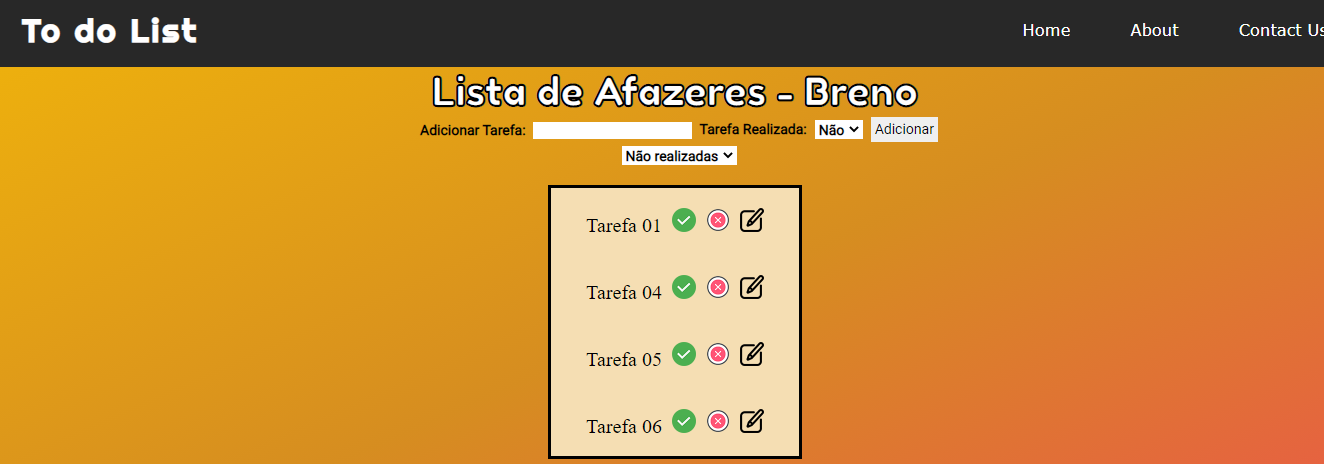 To do List Home About Contact Us
Lista de Afazeres - Breno
Adicionar Tarefa: Tarefa Realizada: Não Adicionar
Não realizadas
Tarefa 01
Tarefa 04
Tarefa 05
Tarefa 06